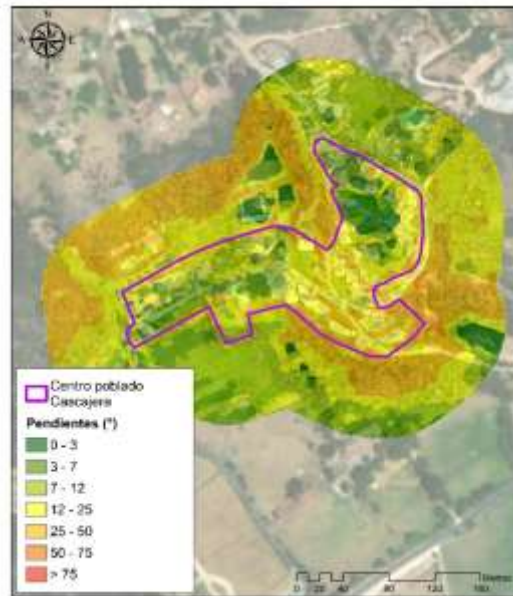 N
A E
Centro poblado
Cascajera
Pendientes (°)
0 - 3
3 - 7
7 - 12
12 - 25
25 - 50
50 - 75
> 75
Metros
0 20 40 80 120 160